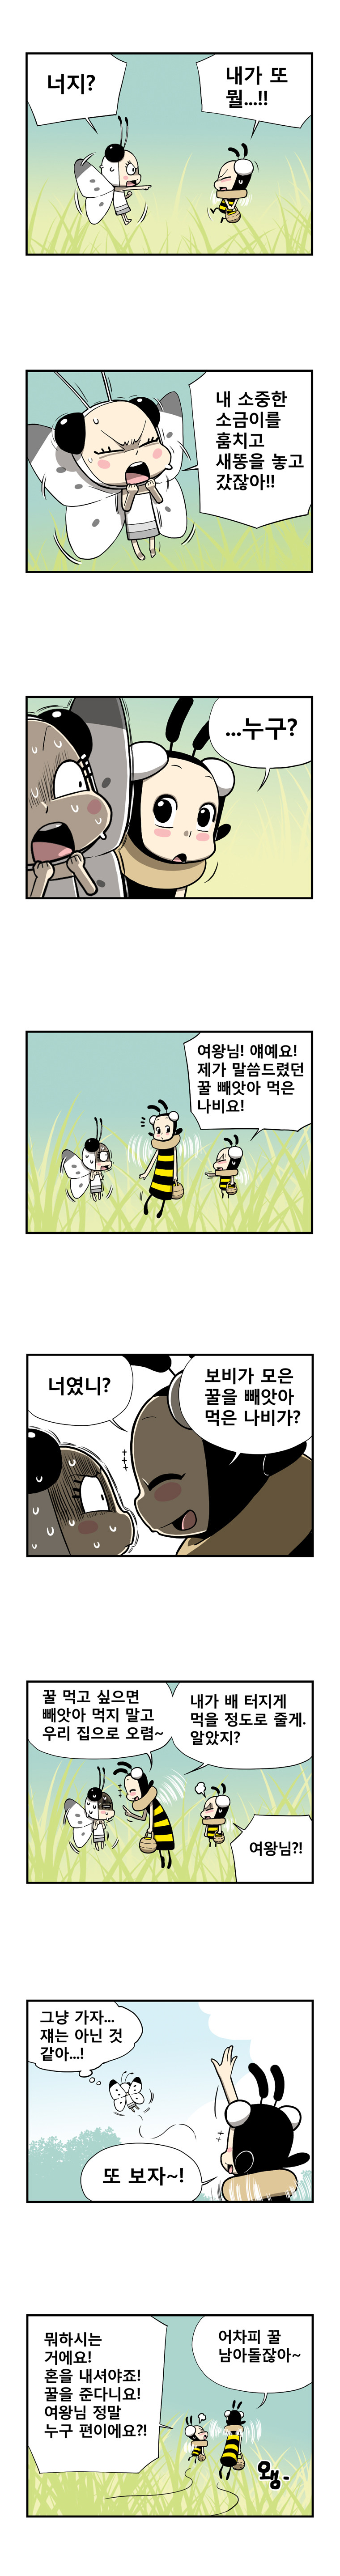 너지?
내가 또
뭘...!!
내 소중한
소금이를
훔치고
새똥을 놓고
갔잖아!!
...누구?
여왕님! 얘예요!
제가 말씀드렸던
꿀 빼앗아 먹은
나비요!
너였니?
보비가 모은
꿀을 빼앗아
먹은 나비가?
꿀 먹고 싶으면
빼앗아 먹지 말고
우리 집으로 오렴~
내가 배 터지게
먹을 정도로 줄게.
알았지?
여왕님?!
그냥 가자...
쟤는 아닌 것
같아...!
또 보자~!
뭐하시는
거에요!
혼을 내셔야죠!
꿀을 준다니요!
여왕님 정말
누구 편이에요?!
어차피 꿀
남아돌잖아~
왱-